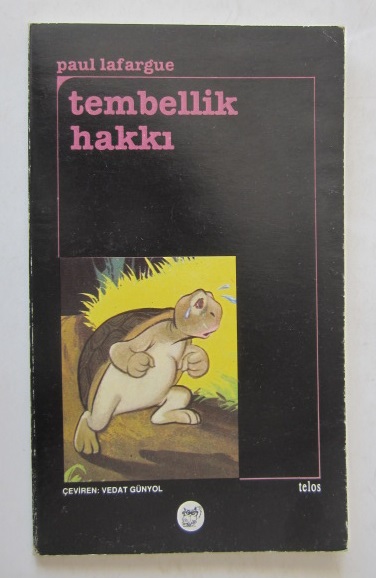 paul lafargue
tembellik
hakkı
ÇEVİREN: VEDAT GÜNYOL
telos